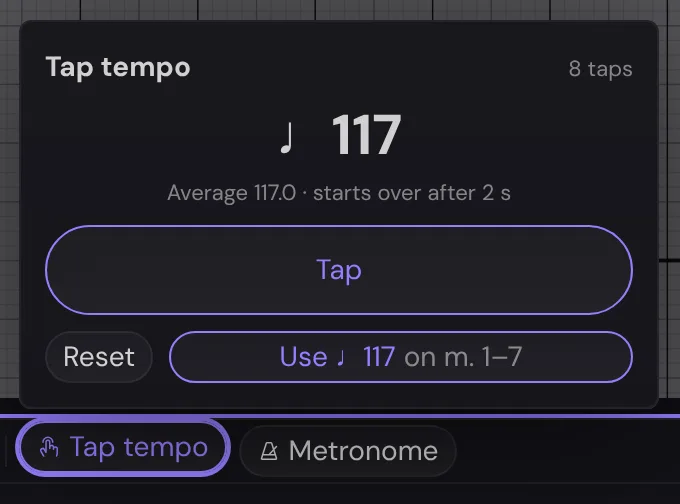 Tap tempo
8 taps
♩ 117
Average 117.0 · starts over after 2 s
Tap
Reset
Use ♩ 117 on m. 1–7
Tap tempo
Metronome